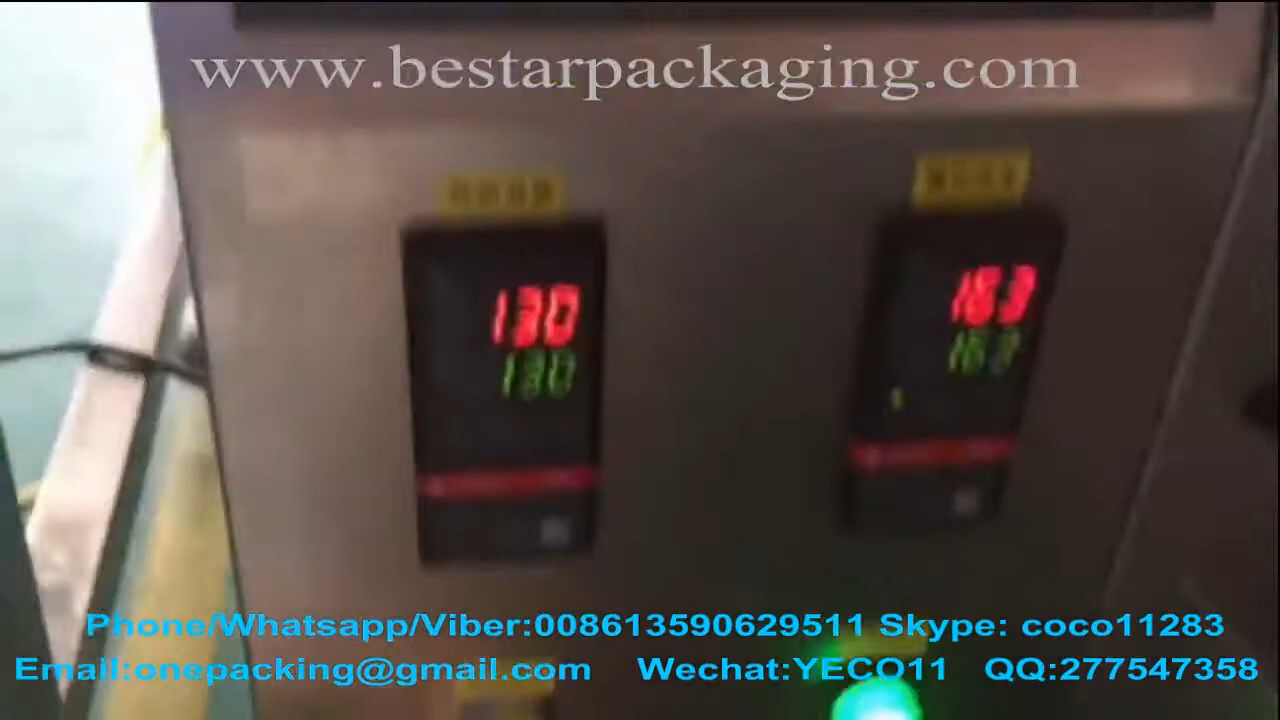 www.bestarpackaging.com
130
130
163
163
Phone/Whatsapp/Viber:008613590629511 Skype: coco11283
Email:onepacking@gmail.com Wechat:YECO11 QQ:277547358